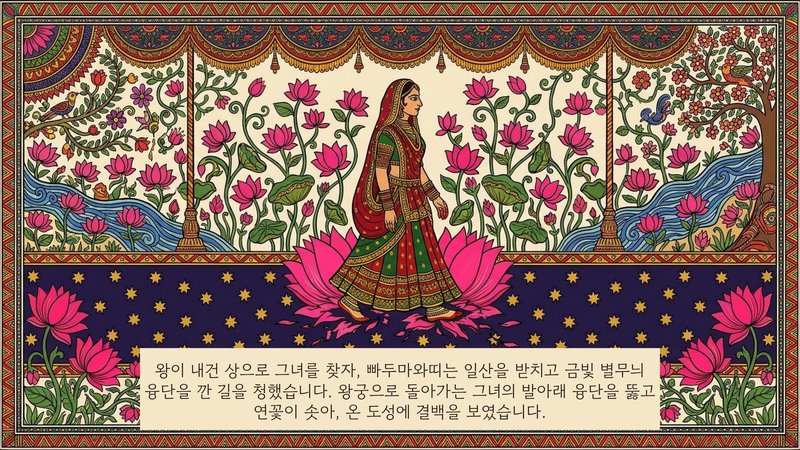 왕이 내건 상으로 그녀를 찾자, 빠두마와띠는 일산을 받치고 금빛 별무늬
융단을 깐 길을 청했습니다. 왕궁으로 돌아가는 그녀의 발아래 융단을 뚫고
연꽃이 솟아, 온 도성에 결백을 보였습니다.